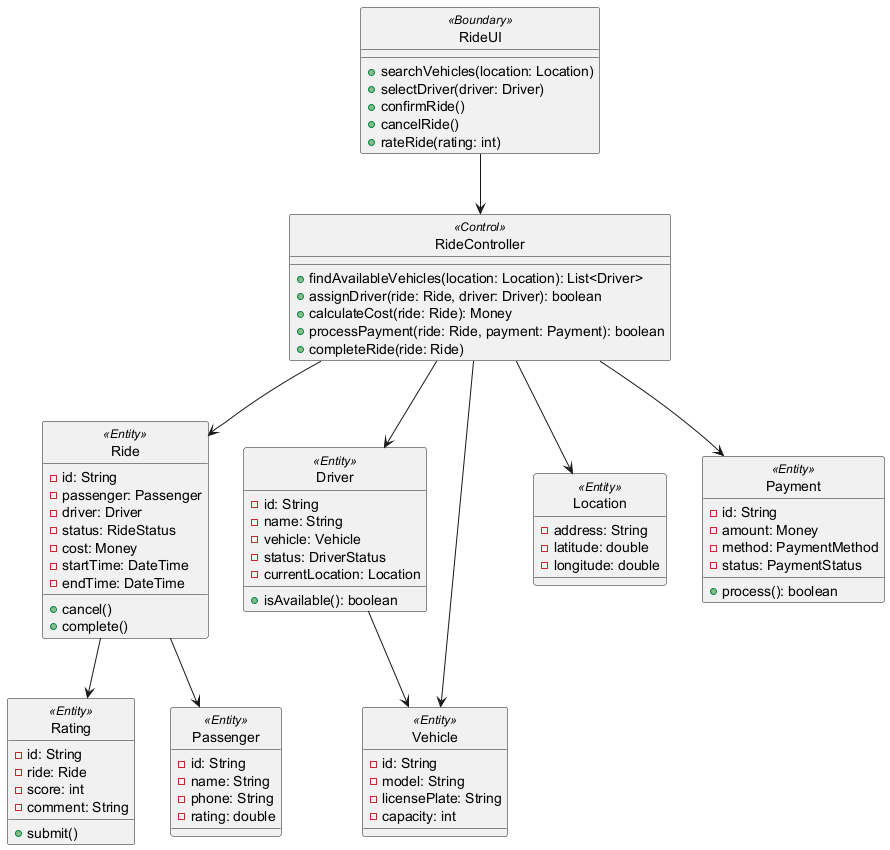 «Boundary»
RideUI
searchVehicles(location: Location)
selectDriver(driver: Driver)
confirmRide()
cancelRide()
rateRide(rating: int)
«Control»
RideController
findAvailableVehicles(location: Location): List<Driver>
assignDriver(ride: Ride, driver: Driver): boolean
calculateCost(ride: Ride): Money
processPayment(ride: Ride, payment: Payment): boolean
completeRide(ride: Ride)
«Entity»
Ride
id: String
passenger: Passenger
driver: Driver
status: RideStatus
cost: Money
startTime: DateTime
endTime: DateTime
cancel()
complete()
«Entity»
Driver
id: String
name: String
vehicle: Vehicle
status: DriverStatus
currentLocation: Location
isAvailable(): boolean
«Entity»
Location
address: String
latitude: double
longitude: double
«Entity»
Payment
id: String
amount: Money
method: PaymentMethod
status: PaymentStatus
process(): boolean
«Entity»
Rating
id: String
ride: Ride
score: int
comment: String
submit()
«Entity»
Passenger
id: String
name: String
phone: String
rating: double
«Entity»
Vehicle
id: String
model: String
licensePlate: String
capacity: int